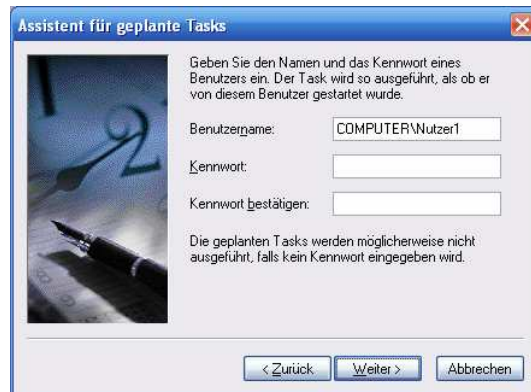 Assistent für geplante Tasks
Geben Sie den Namen und das Kennwort eines
Benutzers ein. Der Task wird so ausgeführt, als ob er
von diesem Benutzer gestartet wurde.
Benutzername: COMPUTER\Nutzer1
Kennwort:
Kennwort bestätigen:
Die geplanten Tasks werden möglicherweise nicht
ausgeführt, falls kein Kennwort eingegeben wird.
< Zurück Weiter > Abbrechen
11
12